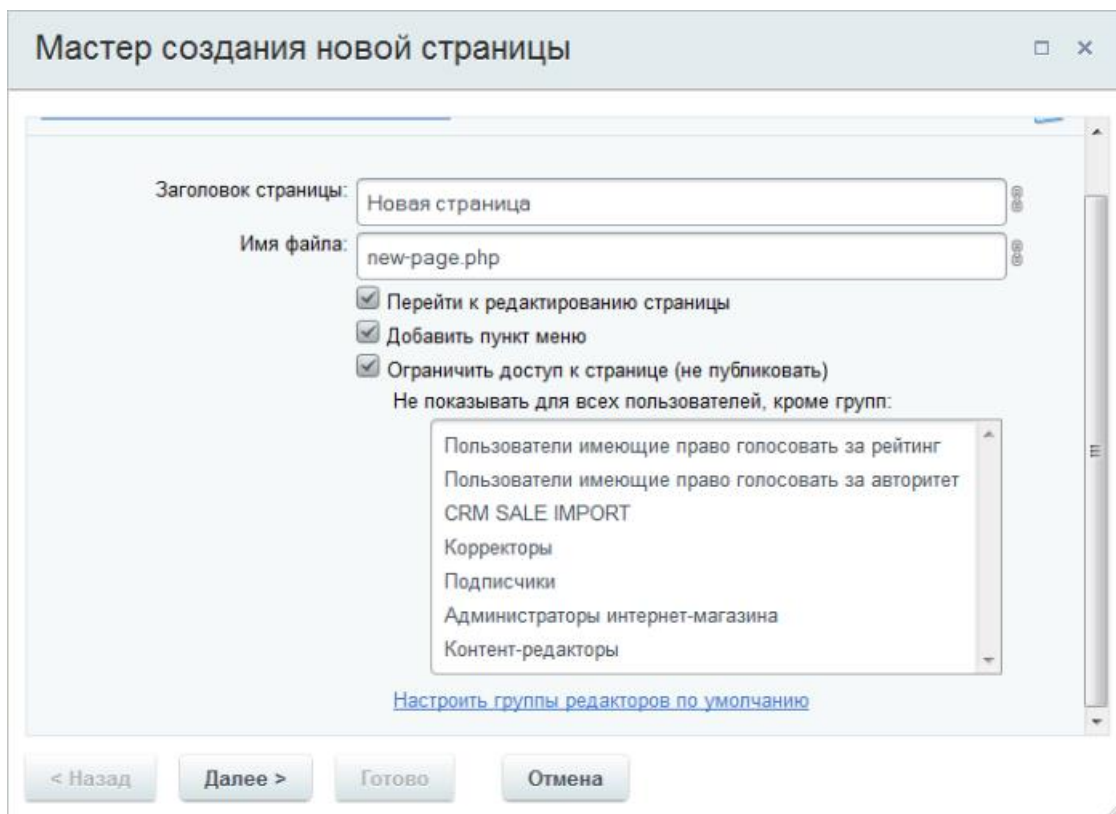 Мастер создания новой страницы
Заголовок страницы: Новая страница
Имя файла: new-page.php
Перейти к редактированию страницы
Добавить пункт меню
Ограничить доступ к странице (не публиковать)
Не показывать для всех пользователей, кроме групп:
Пользователи имеющие право голосовать за рейтинг
Пользователи имеющие право голосовать за авторитет
CRM SALE IMPORT
Корректоры
Подписчики
Администраторы интернет-магазина
Контент-редакторы
Настроить группы редакторов по умолчанию
< Назад Далее > Готово Отмена